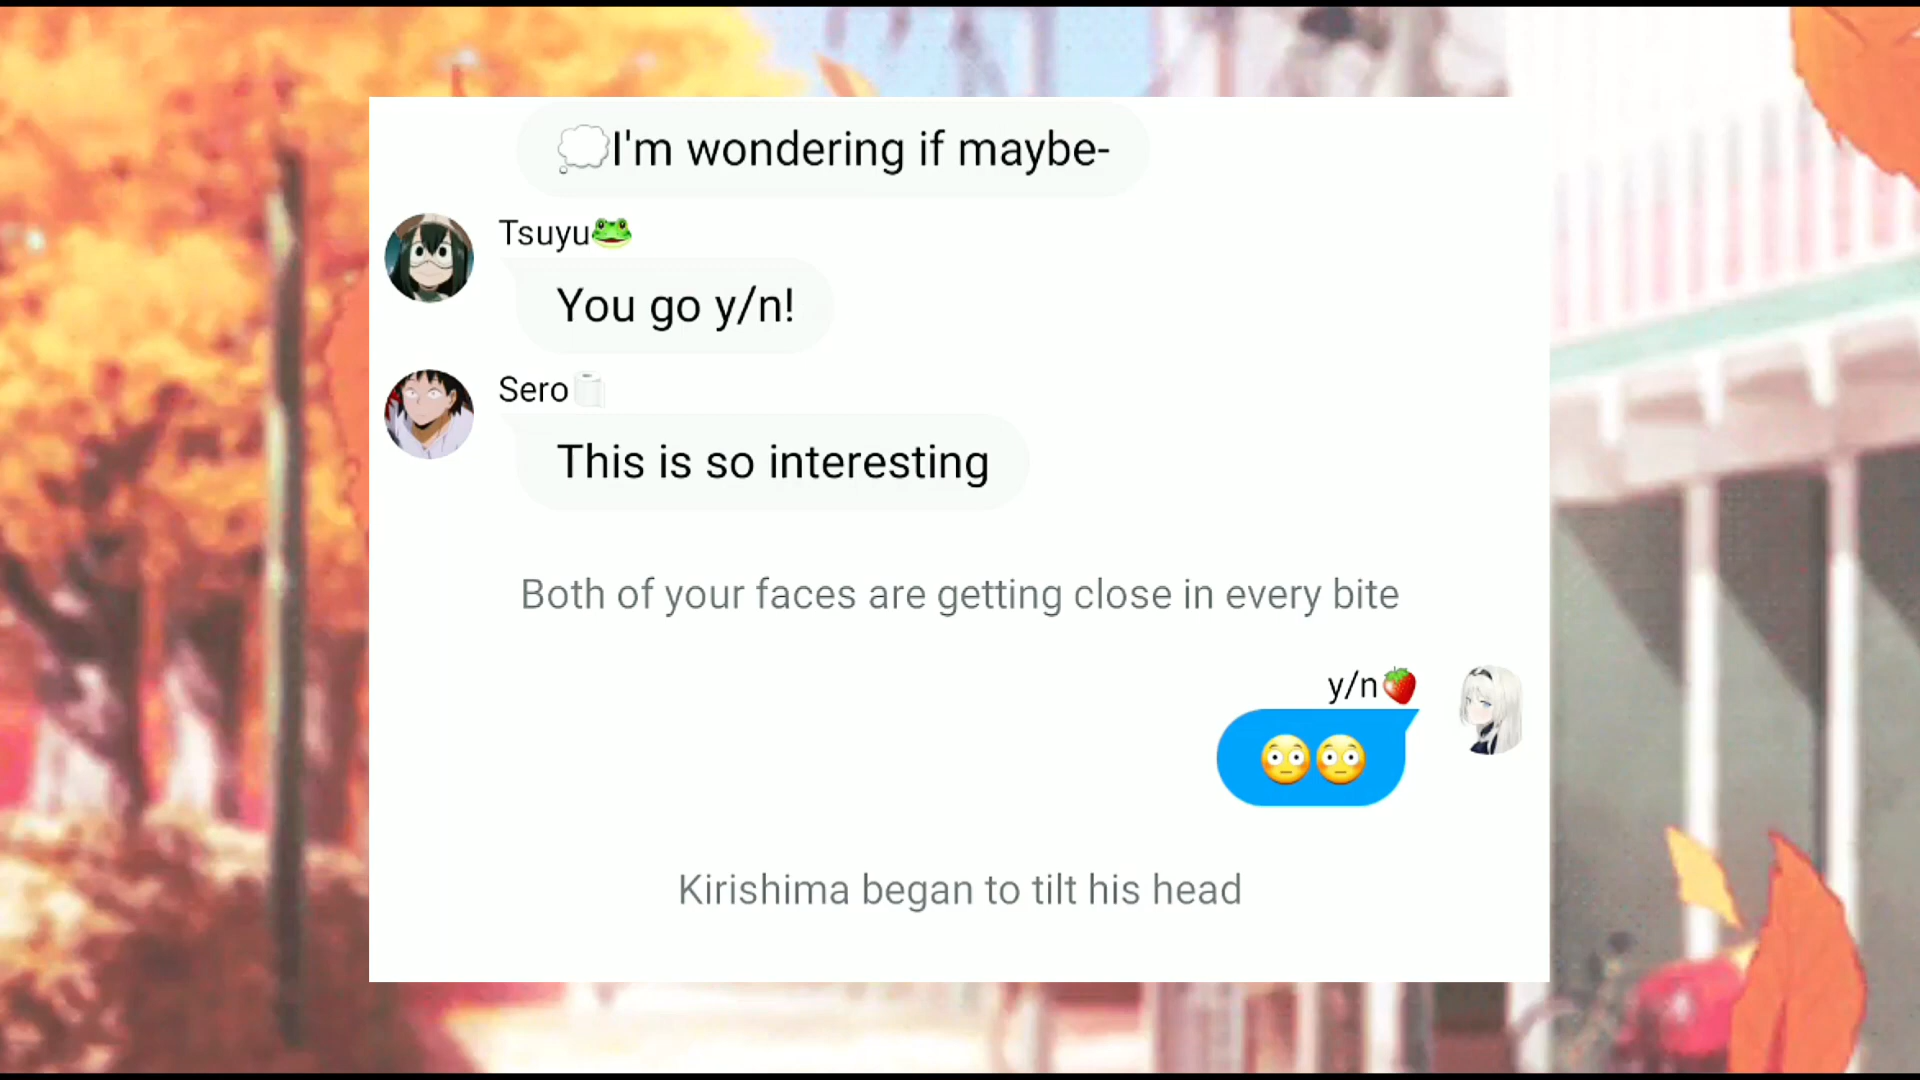 💭I'm wondering if maybe-
Tsuyu🐸
You go y/n!
Sero🧻
This is so interesting
Both of your faces are getting close in every bite
y/n🍓
😳😳
Kirishima began to tilt his head